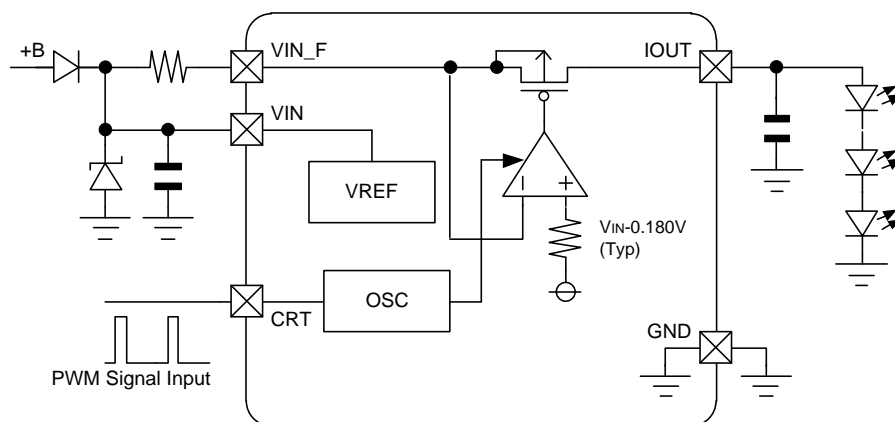 +B
VIN_F
IOUT
VIN
VREF
− +
VIN-0.180V
(Typ)
OSC
CRT
GND
PWM Signal Input